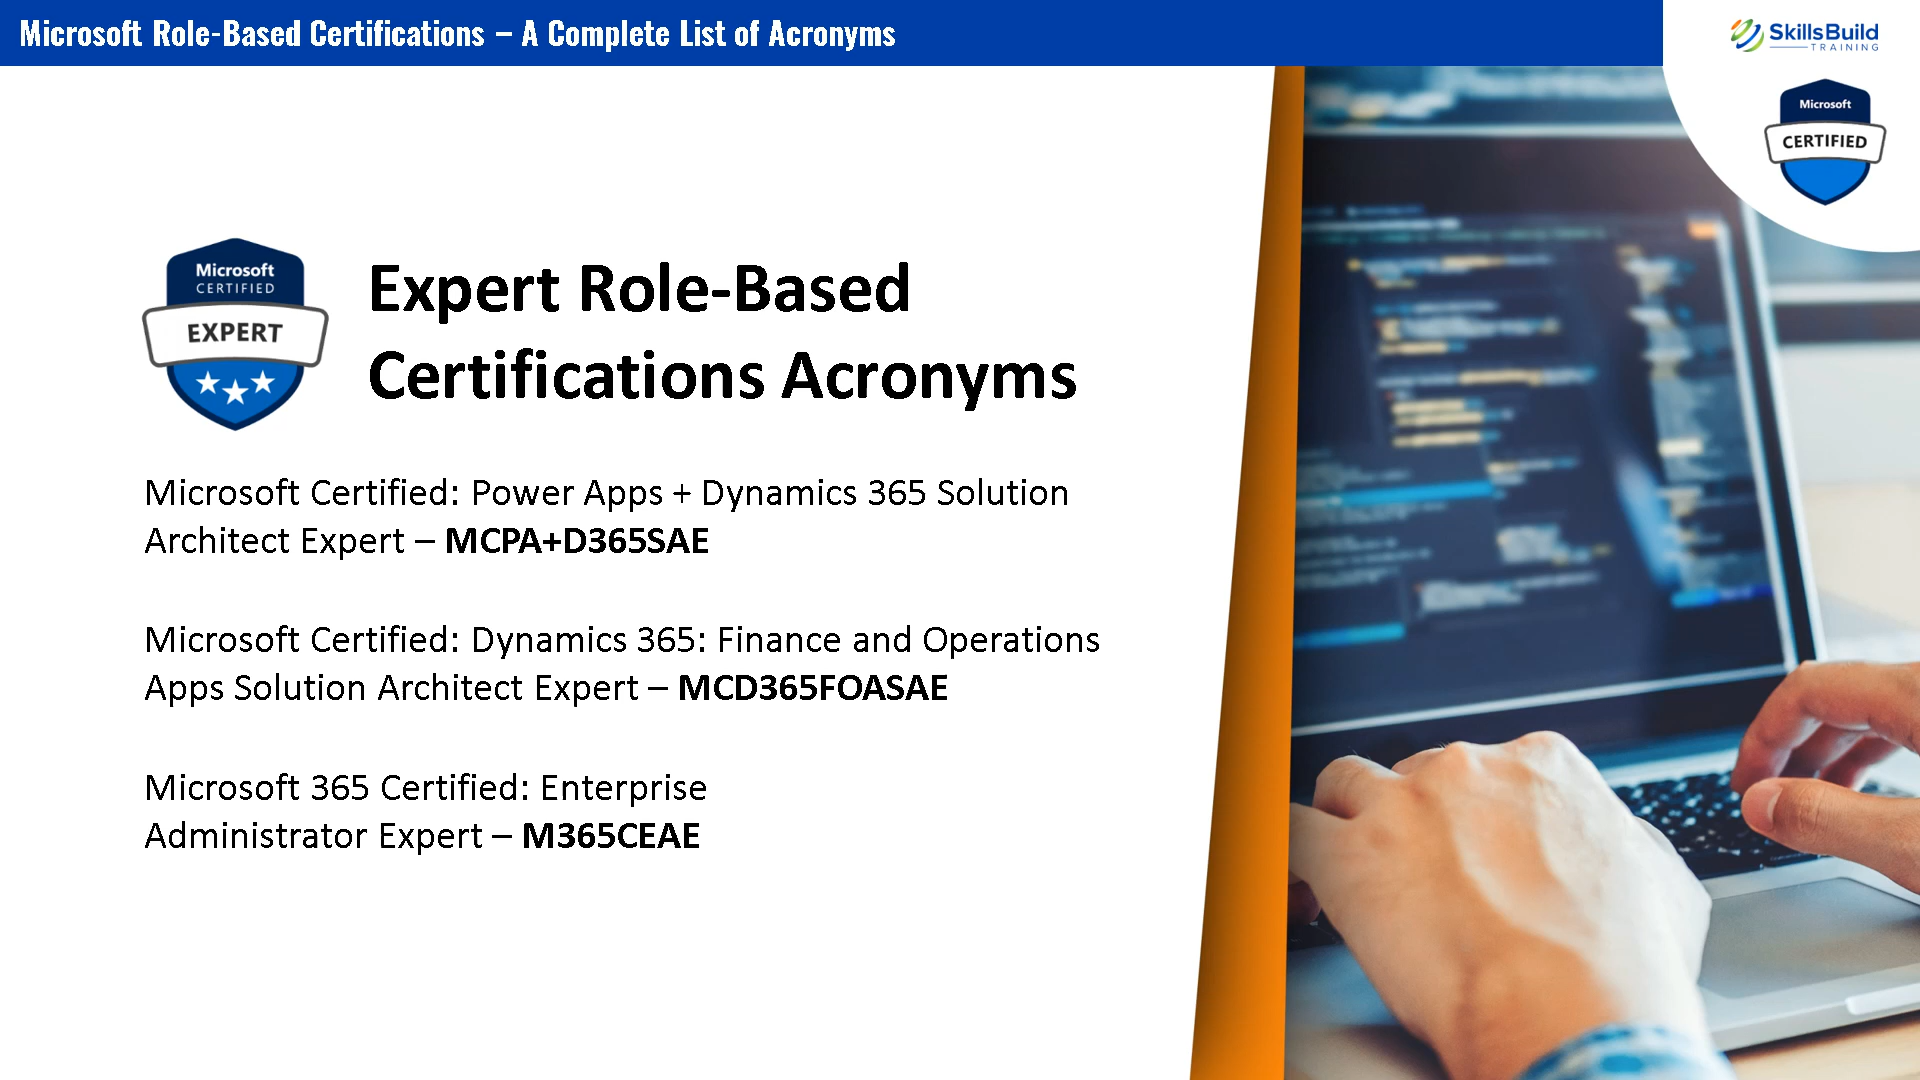 Microsoft Role-Based Certifications – A Complete List of Acronyms
SkillsBuild
TRAINING
Microsoft
CERTIFIED
Microsoft
CERTIFIED
EXPERT
Expert Role-Based
Certifications Acronyms
Microsoft Certified: Power Apps + Dynamics 365 Solution
Architect Expert – MCPA+D365SAE
Microsoft Certified: Dynamics 365: Finance and Operations
Apps Solution Architect Expert – MCD365FOASAE
Microsoft 365 Certified: Enterprise
Administrator Expert – M365CEAE